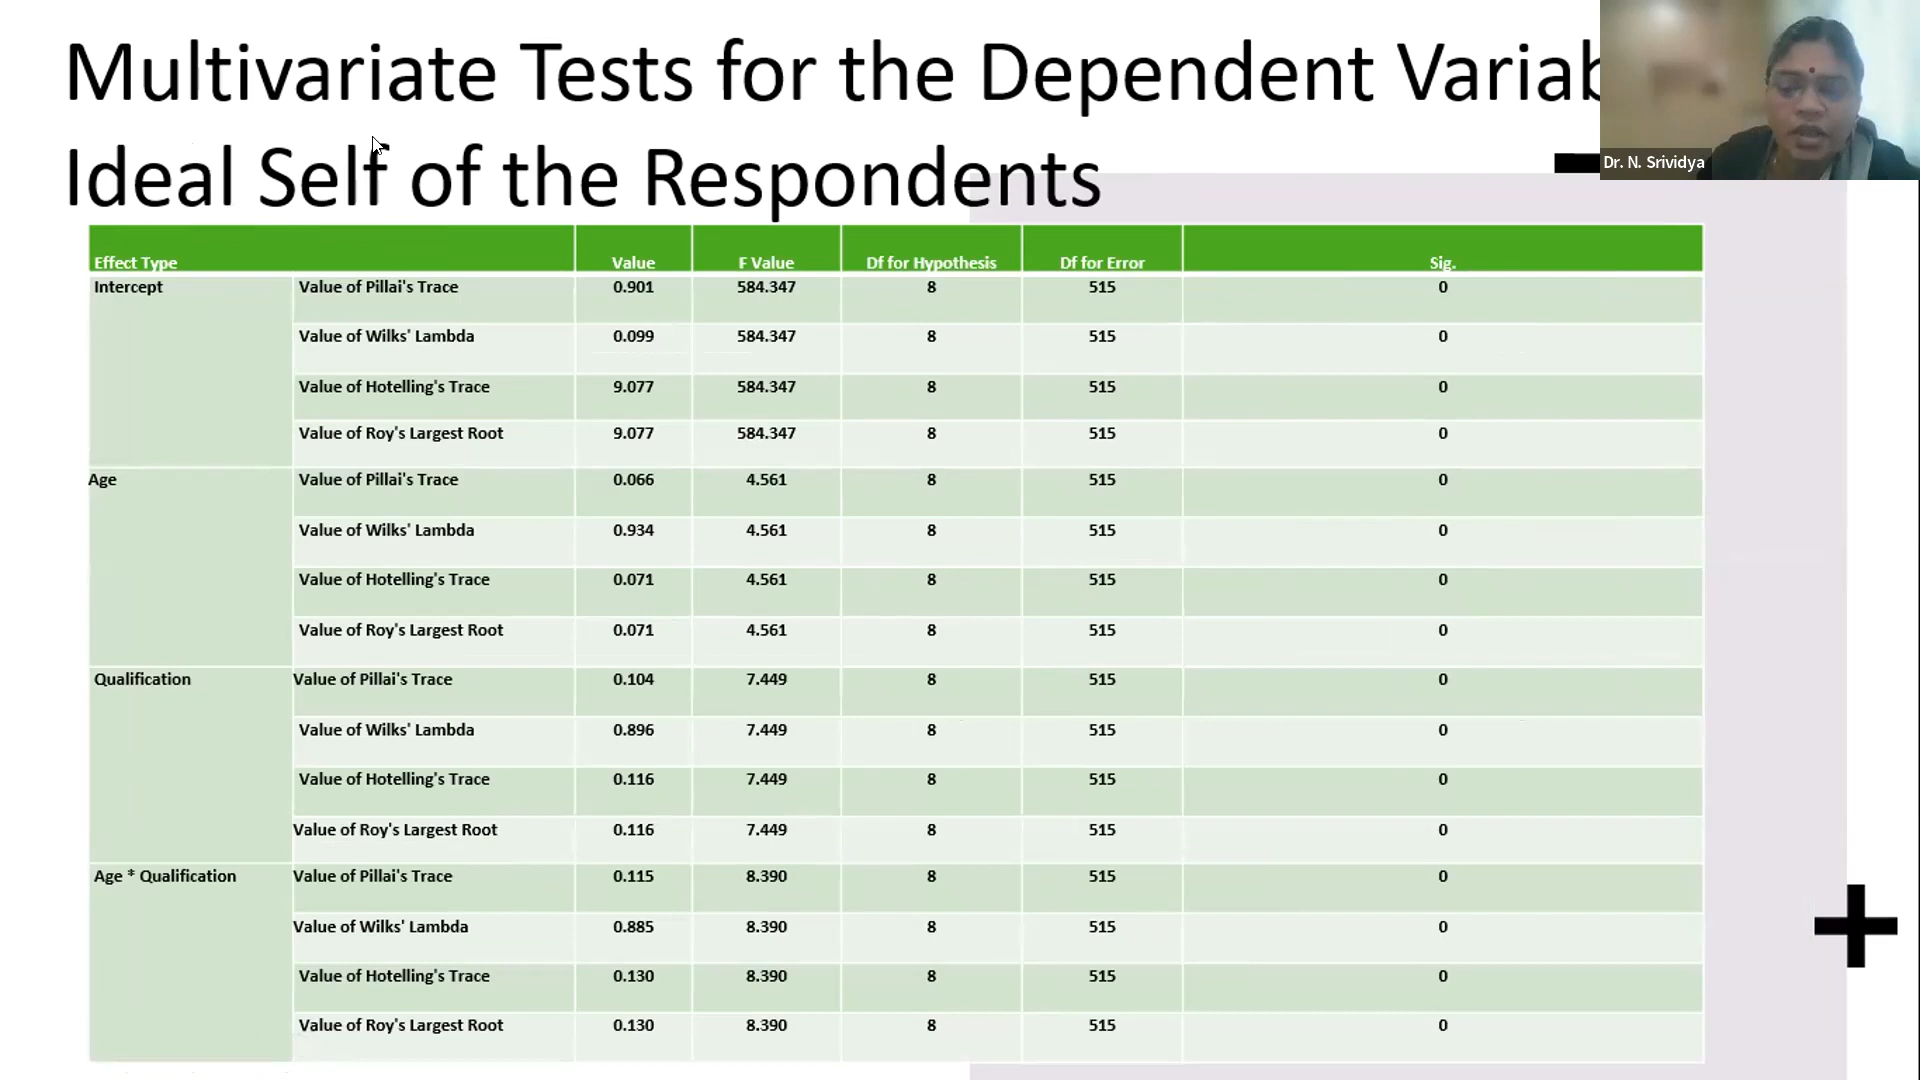 Multivariate Tests for the Dependent
Ideal Self of the Respondents
Dr. N. Srividya
Effect Type Value F Value Df for Hypothesis Df for Error Sig.
Intercept Value of Pillai's Trace 0.901 584.347 8 515 0
Value of Wilks' Lambda 0.099 584.347 8 515 0
Value of Hotelling's Trace 9.077 584.347 8 515 0
Value of Roy's Largest Root 9.077 584.347 8 515 0
Age Value of Pillai's Trace 0.066 4.561 8 515 0
Value of Wilks' Lambda 0.934 4.561 8 515 0
Value of Hotelling's Trace 0.071 4.561 8 515 0
Value of Roy's Largest Root 0.071 4.561 8 515 0
Qualification Value of Pillai's Trace 0.104 7.449 8 515 0
Value of Wilks' Lambda 0.896 7.449 8 515 0
Value of Hotelling's Trace 0.116 7.449 8 515 0
Value of Roy's Largest Root 0.116 7.449 8 515 0
Age * Qualification Value of Pillai's Trace 0.115 8.390 8 515 0
Value of Wilks' Lambda 0.885 8.390 8 515 0
Value of Hotelling's Trace 0.130 8.390 8 515 0
Value of Roy's Largest Root 0.130 8.390 8 515 0